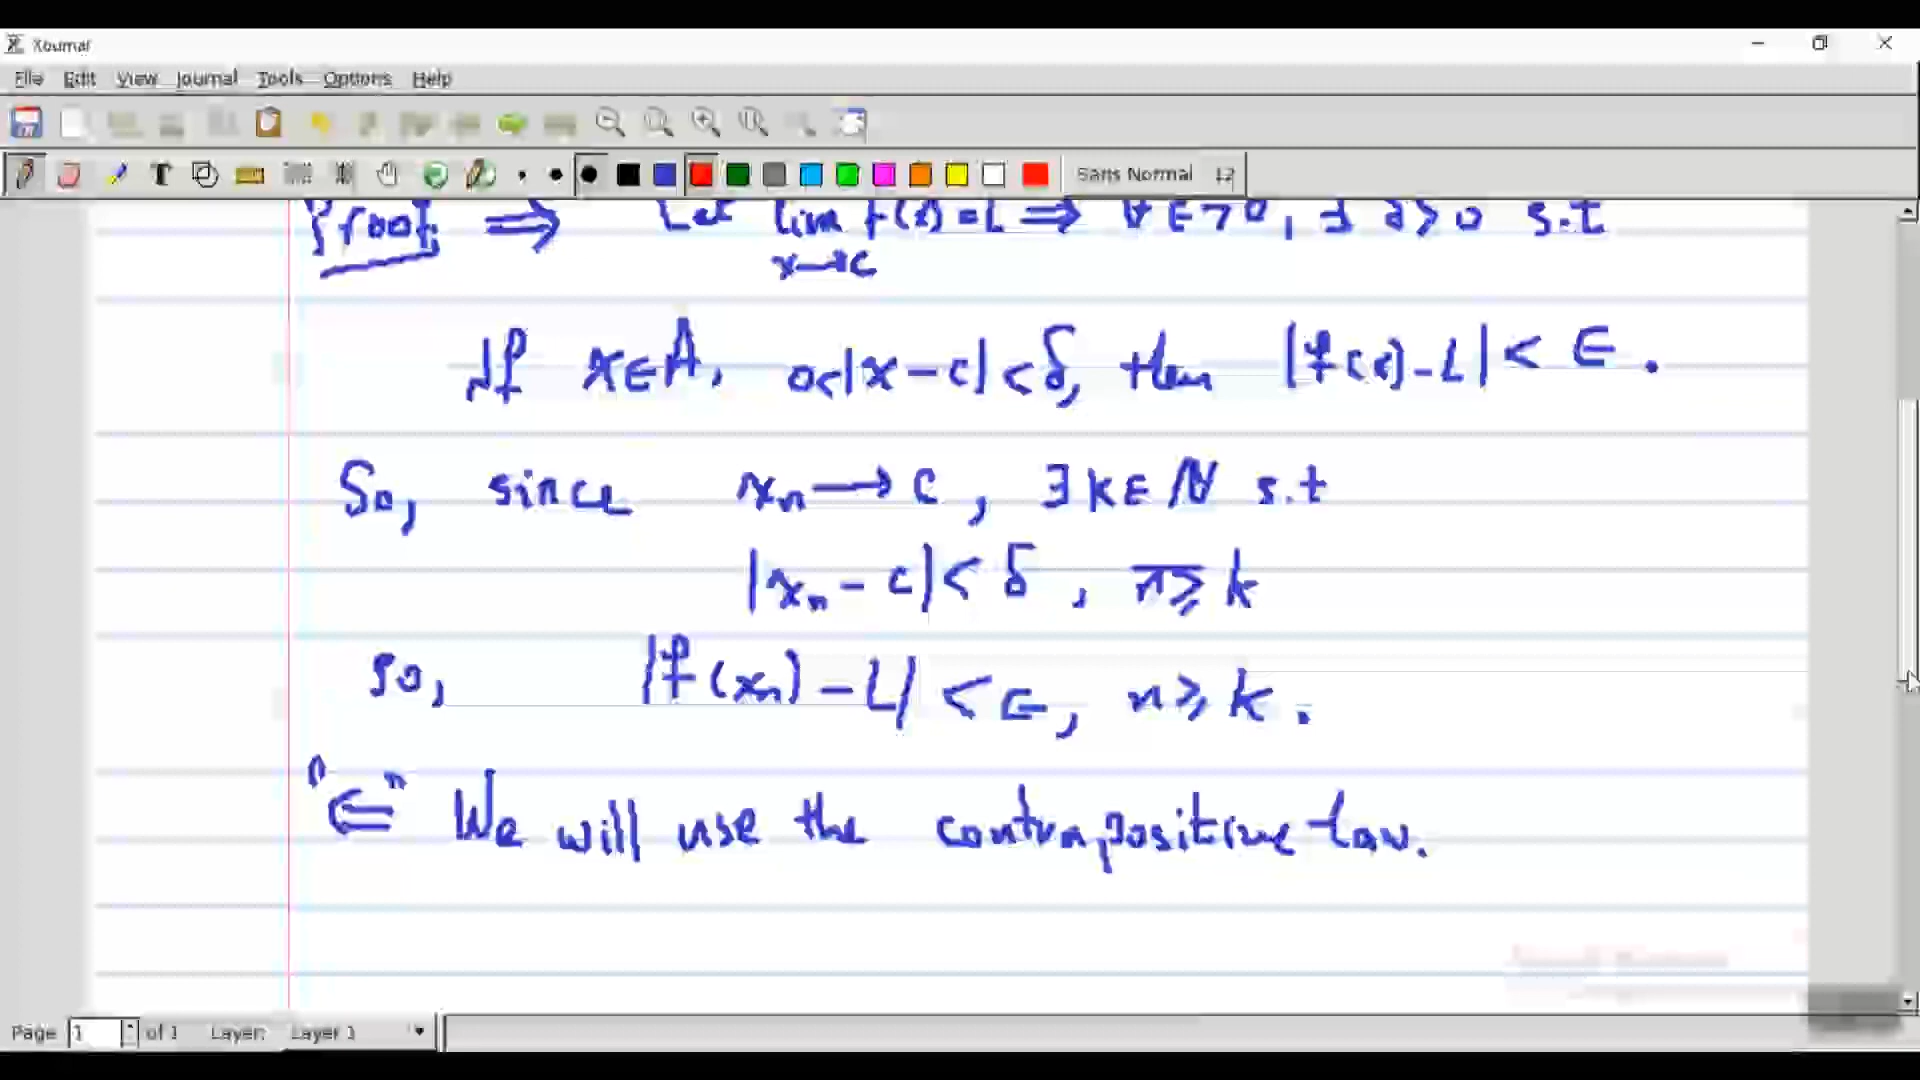 Xournal
File Edit View Journal Tools Options Help
Sans Normal 12
Proof: ⟹ Let lim f(x) = L ⟹ ∀ ∈ > 0, ∃ δ > 0 s.t
x→c
If x∈A, 0<|x-c|<δ, then |f(x)-L| < ∈.
So, since xₙ → c, ∃ k∈ℕ s.t
|xₙ - c| < δ, n ≥ k
so, |f(xₙ) - L| < ∈, n ≥ k.
"⟸" We will use the contrapositive law.
Page 1 of 1 Layer: Layer 1